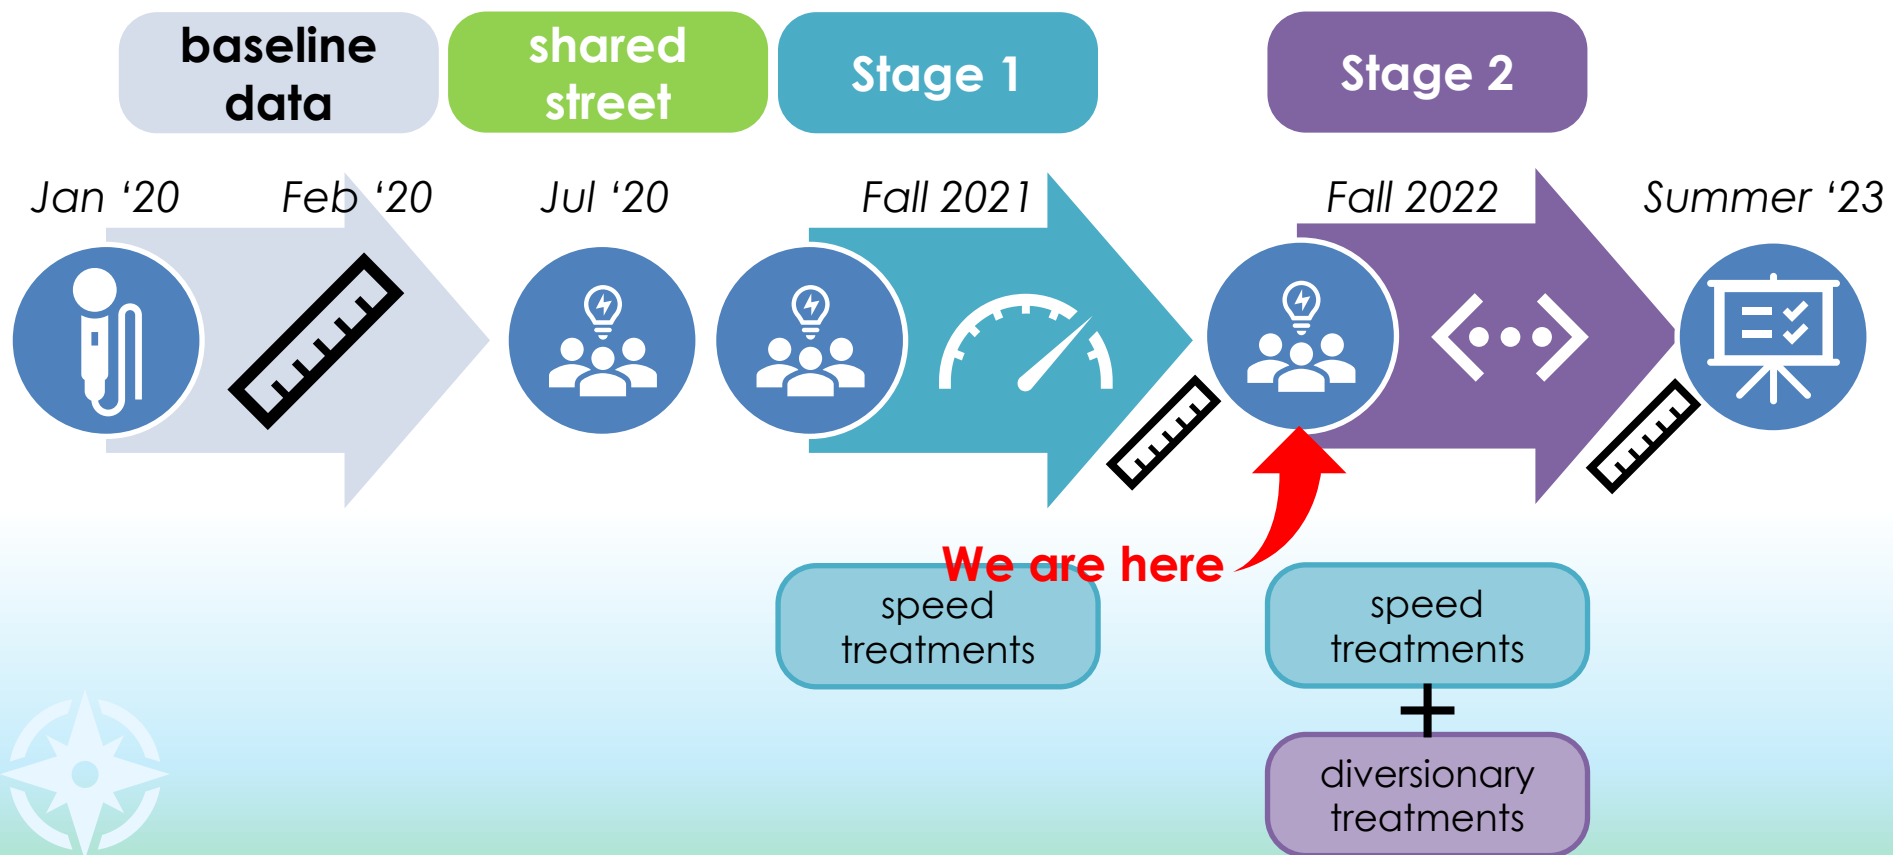 baseline
data
shared
street
Stage 1
Stage 2
Jan ‘20
Feb ‘20
Jul ‘20
Fall 2021
Fall 2022
Summer ‘23
We are here
speed
treatments
speed
treatments
+
diversionary
treatments